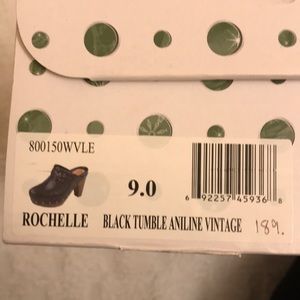 800150WVLE
9.0
6 92257 45936 8
ROCHELLE BLACK TUMBLE ANILINE VINTAGE 189.